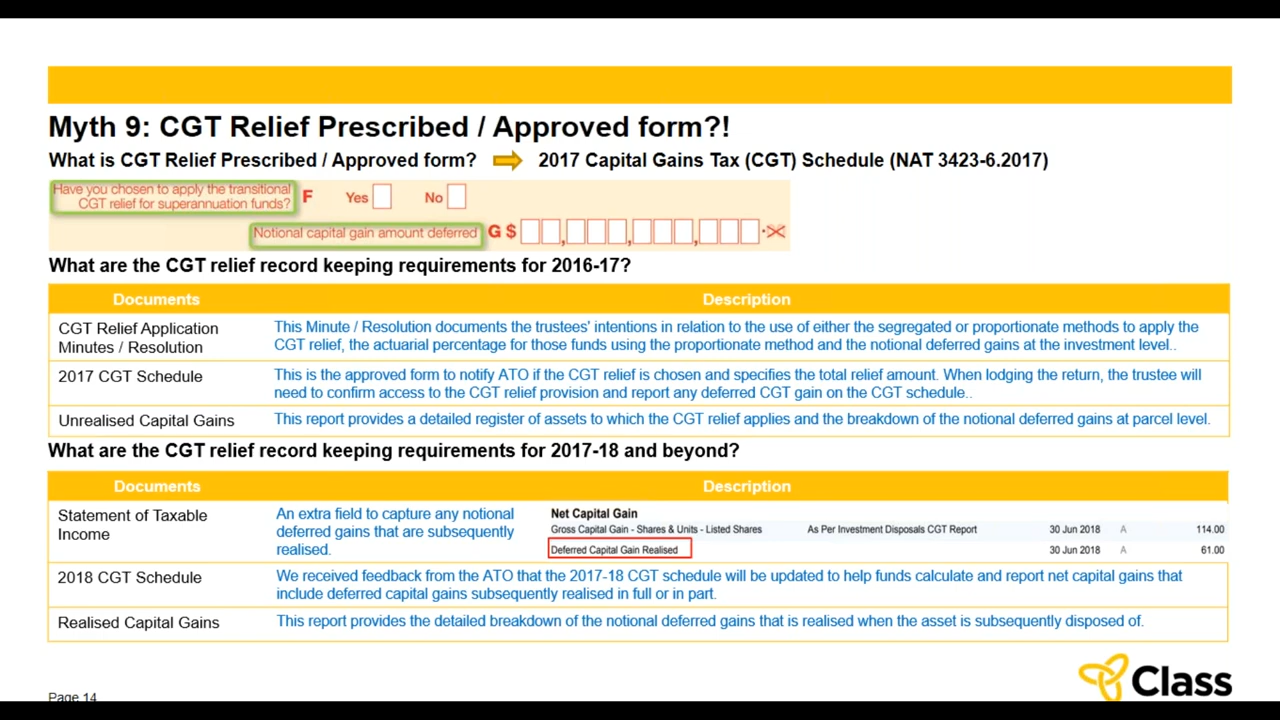 Myth 9: CGT Relief Prescribed / Approved form?!
What is CGT Relief Prescribed / Approved form? 2017 Capital Gains Tax (CGT) Schedule (NAT 3423-6.2017)
Have you chosen to apply the transitional
CGT relief for superannuation funds? F Yes No
Notional capital gain amount deferred G $ , , , .
What are the CGT relief record keeping requirements for 2016-17?
Documents Description
CGT Relief Application
Minutes / Resolution
This Minute / Resolution documents the trustees' intentions in relation to the use of either the segregated or proportionate methods to apply the
CGT relief, the actuarial percentage for those funds using the proportionate method and the notional deferred gains at the investment level..
2017 CGT Schedule
This is the approved form to notify ATO if the CGT relief is chosen and specifies the total relief amount. When lodging the return, the trustee will
need to confirm access to the CGT relief provision and report any deferred CGT gain on the CGT schedule..
Unrealised Capital Gains
This report provides a detailed register of assets to which the CGT relief applies and the breakdown of the notional deferred gains at parcel level.
What are the CGT relief record keeping requirements for 2017-18 and beyond?
Documents Description
Statement of Taxable
Income
An extra field to capture any notional
deferred gains that are subsequently
realised.
Net Capital Gain
Gross Capital Gain - Shares & Units - Listed Shares As Per Investment Disposals CGT Report 30 Jun 2018 A 114.00
Deferred Capital Gain Realised 30 Jun 2018 A 61.00
2018 CGT Schedule
We received feedback from the ATO that the 2017-18 CGT schedule will be updated to help funds calculate and report net capital gains that
include deferred capital gains subsequently realised in full or in part.
Realised Capital Gains
This report provides the detailed breakdown of the notional deferred gains that is realised when the asset is subsequently disposed of.
Page 14
Class